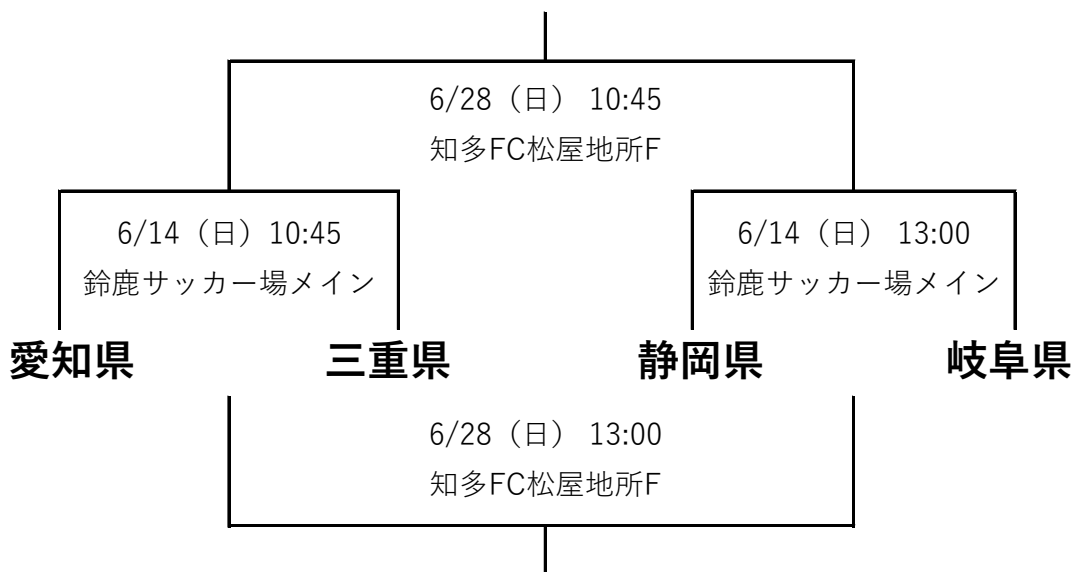 6/28（日） 10:45
知多FC松屋地所F
6/14（日）10:45
鈴鹿サッカー場メイン
6/14（日） 13:00
鈴鹿サッカー場メイン
愛知県
三重県
静岡県
岐阜県
6/28（日） 13:00
知多FC松屋地所F